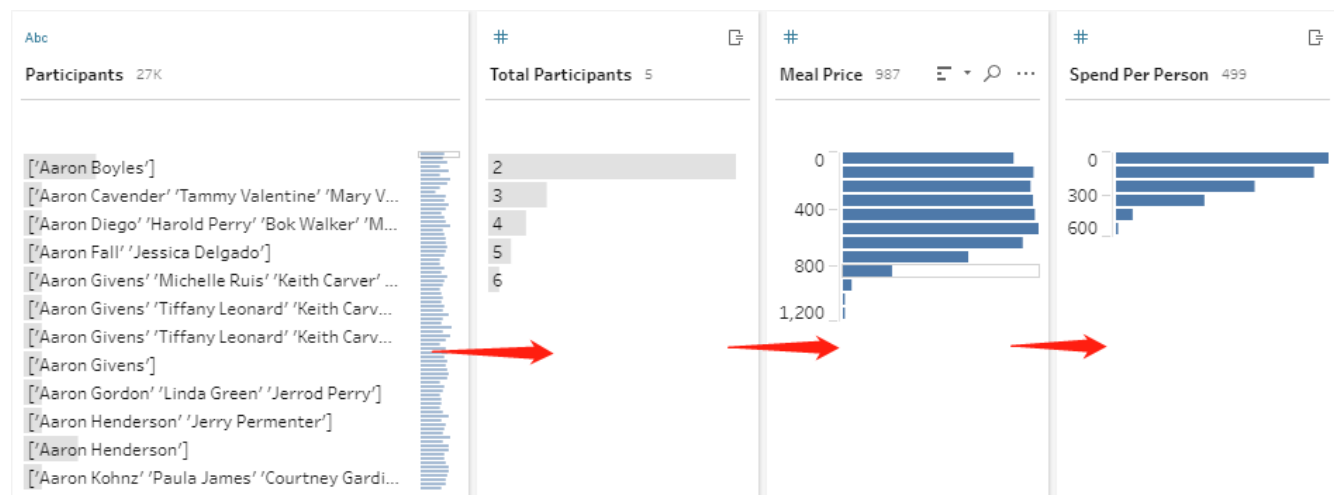 Abc
Participants 27K
['Aaron Boyles']
['Aaron Cavender' 'Tammy Valentine' 'Mary V...
['Aaron Diego' 'Harold Perry' 'Bok Walker' 'M...
['Aaron Fall' 'Jessica Delgado']
['Aaron Givens' 'Michelle Ruis' 'Keith Carver' ...
['Aaron Givens' 'Tiffany Leonard' 'Keith Carv...
['Aaron Givens' 'Tiffany Leonard' 'Keith Carv...
['Aaron Givens']
['Aaron Gordon' 'Linda Green' 'Jerrod Perry']
['Aaron Henderson' 'Jerry Permenter']
['Aaron Henderson']
['Aaron Kohnz' 'Paula James' 'Courtney Gardi...
#
Total Participants 5
2
3
4
5
6
#
Meal Price 987
0
400
800
1,200
#
Spend Per Person 499
0
300
600